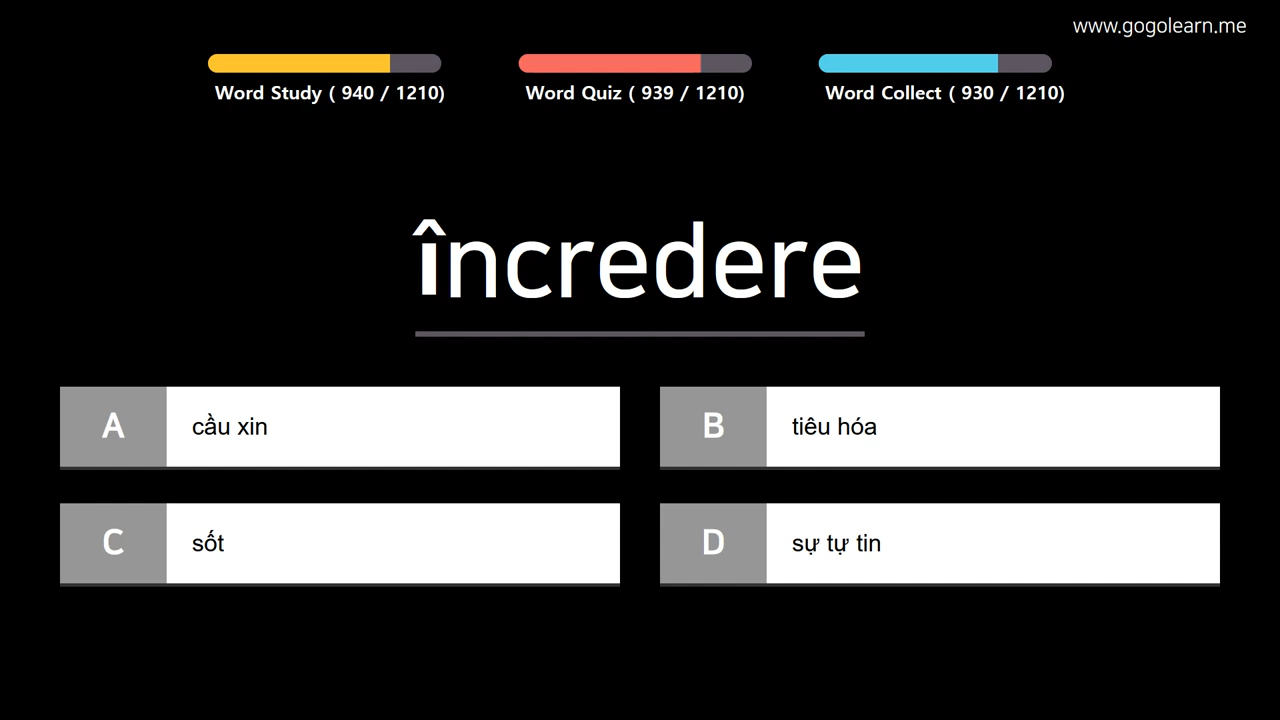 www.gogolearn.me
Word Study ( 940 / 1210)
Word Quiz ( 939 / 1210)
Word Collect ( 930 / 1210)
încredere
A cầu xin
B tiêu hóa
C sốt
D sự tự tin